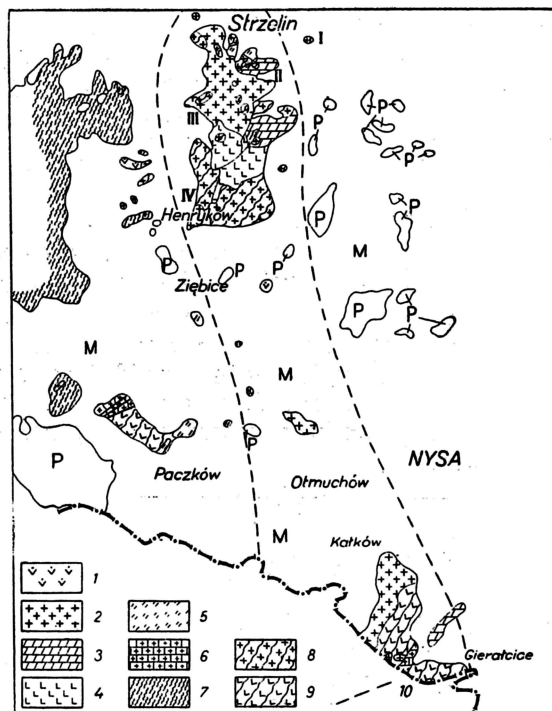 Strzelin
I
II
III
P
P
P
IV
Henryków
P
P
M
P
P
P
Ziębice
P
P
P
M
M
P
P
NYSA
Paczków
Otmuchów
M
Kałków
1
2
5
3
6
8
Gierałcice
4
7
9
10